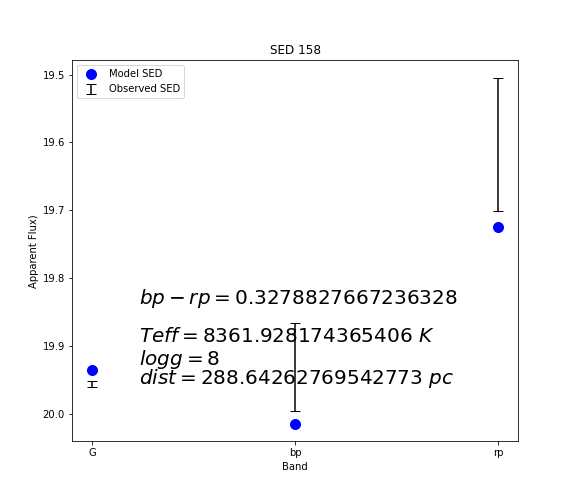 SED 158
Model SED
Observed SED
19.5
19.6
19.7
19.8
19.9
20.0
Apparent Flux)
bp − rp = 0.3278827667236328
Teff = 8361.928174365406 K
logg = 8
dist = 288.64262769542773 pc
G bp rp
Band